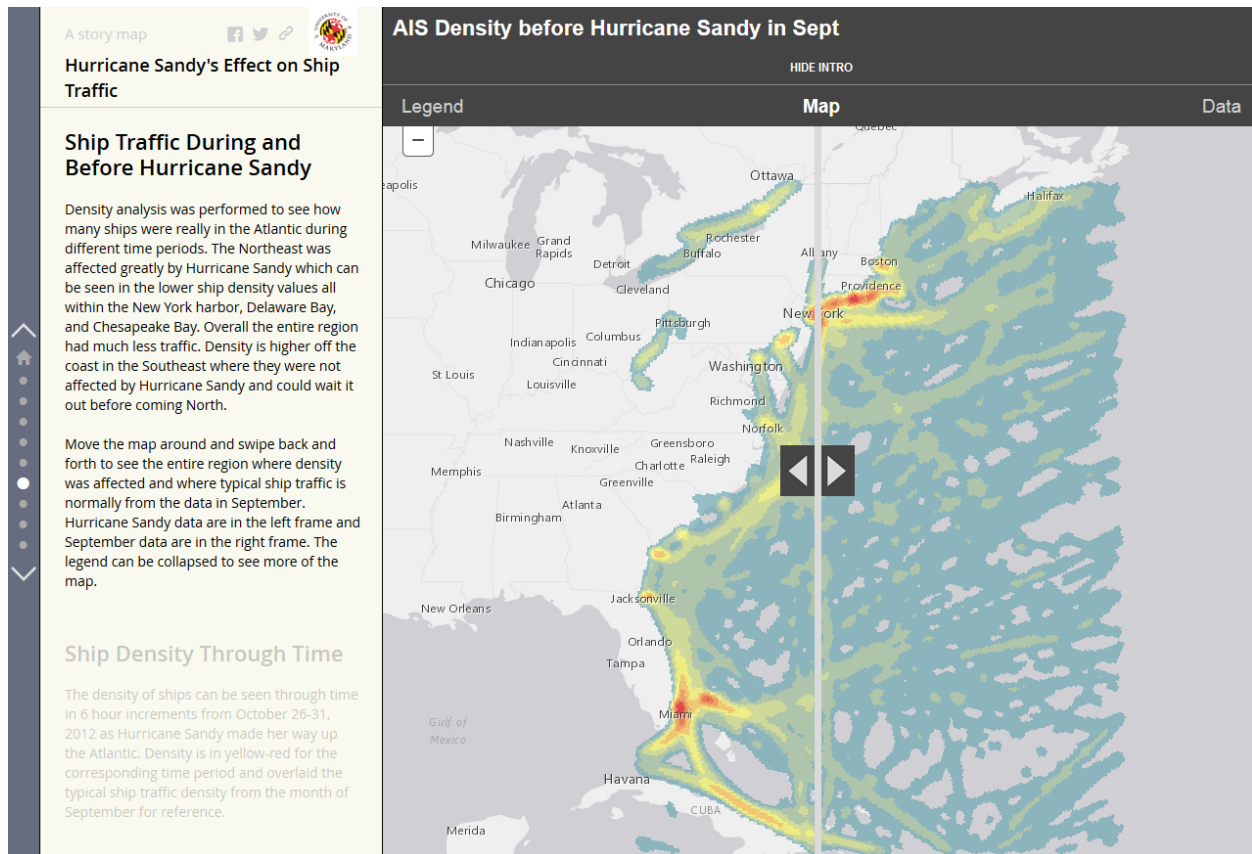 A story map
UNIVERSITY OF
MARYLAND
Hurricane Sandy's Effect on Ship
Traffic
Ship Traffic During and
Before Hurricane Sandy
Density analysis was performed to see how
many ships were really in the Atlantic during
different time periods. The Northeast was
affected greatly by Hurricane Sandy which can
be seen in the lower ship density values all
within the New York harbor, Delaware Bay,
and Chesapeake Bay. Overall the entire region
had much less traffic. Density is higher off the
coast in the Southeast where they were not
affected by Hurricane Sandy and could wait it
out before coming North.
Move the map around and swipe back and
forth to see the entire region where density
was affected and where typical ship traffic is
normally from the data in September.
Hurricane Sandy data are in the left frame and
September data are in the right frame. The
legend can be collapsed to see more of the
map.
Ship Density Through Time
The density of ships can be seen through time
in 6 hour increments from October 26-31,
2012 as Hurricane Sandy made her way up
the Atlantic. Density is in yellow-red for the
corresponding time period and overlaid the
typical ship traffic density from the month of
September for reference.
AIS Density before Hurricane Sandy in Sept
HIDE INTRO
Legend
Map
Data
Quebec
Ottawa
eapolis
Halifax
Milwaukee
Grand
Rapids
Rochester
Buffalo
Albany
Boston
Detroit
Chicago
Cleveland
Providence
New York
Pittsburgh
Indianapolis
Columbus
Cincinnati
Washington
St Louis
Louisville
Richmond
Norfolk
Nashville
Knoxville
Greensboro
Raleigh
Memphis
Charlotte
Greenville
Atlanta
Birmingham
Jacksonville
New Orleans
Orlando
Tampa
Gulf of
Mexico
Miami
Havana
CUBA
Merida